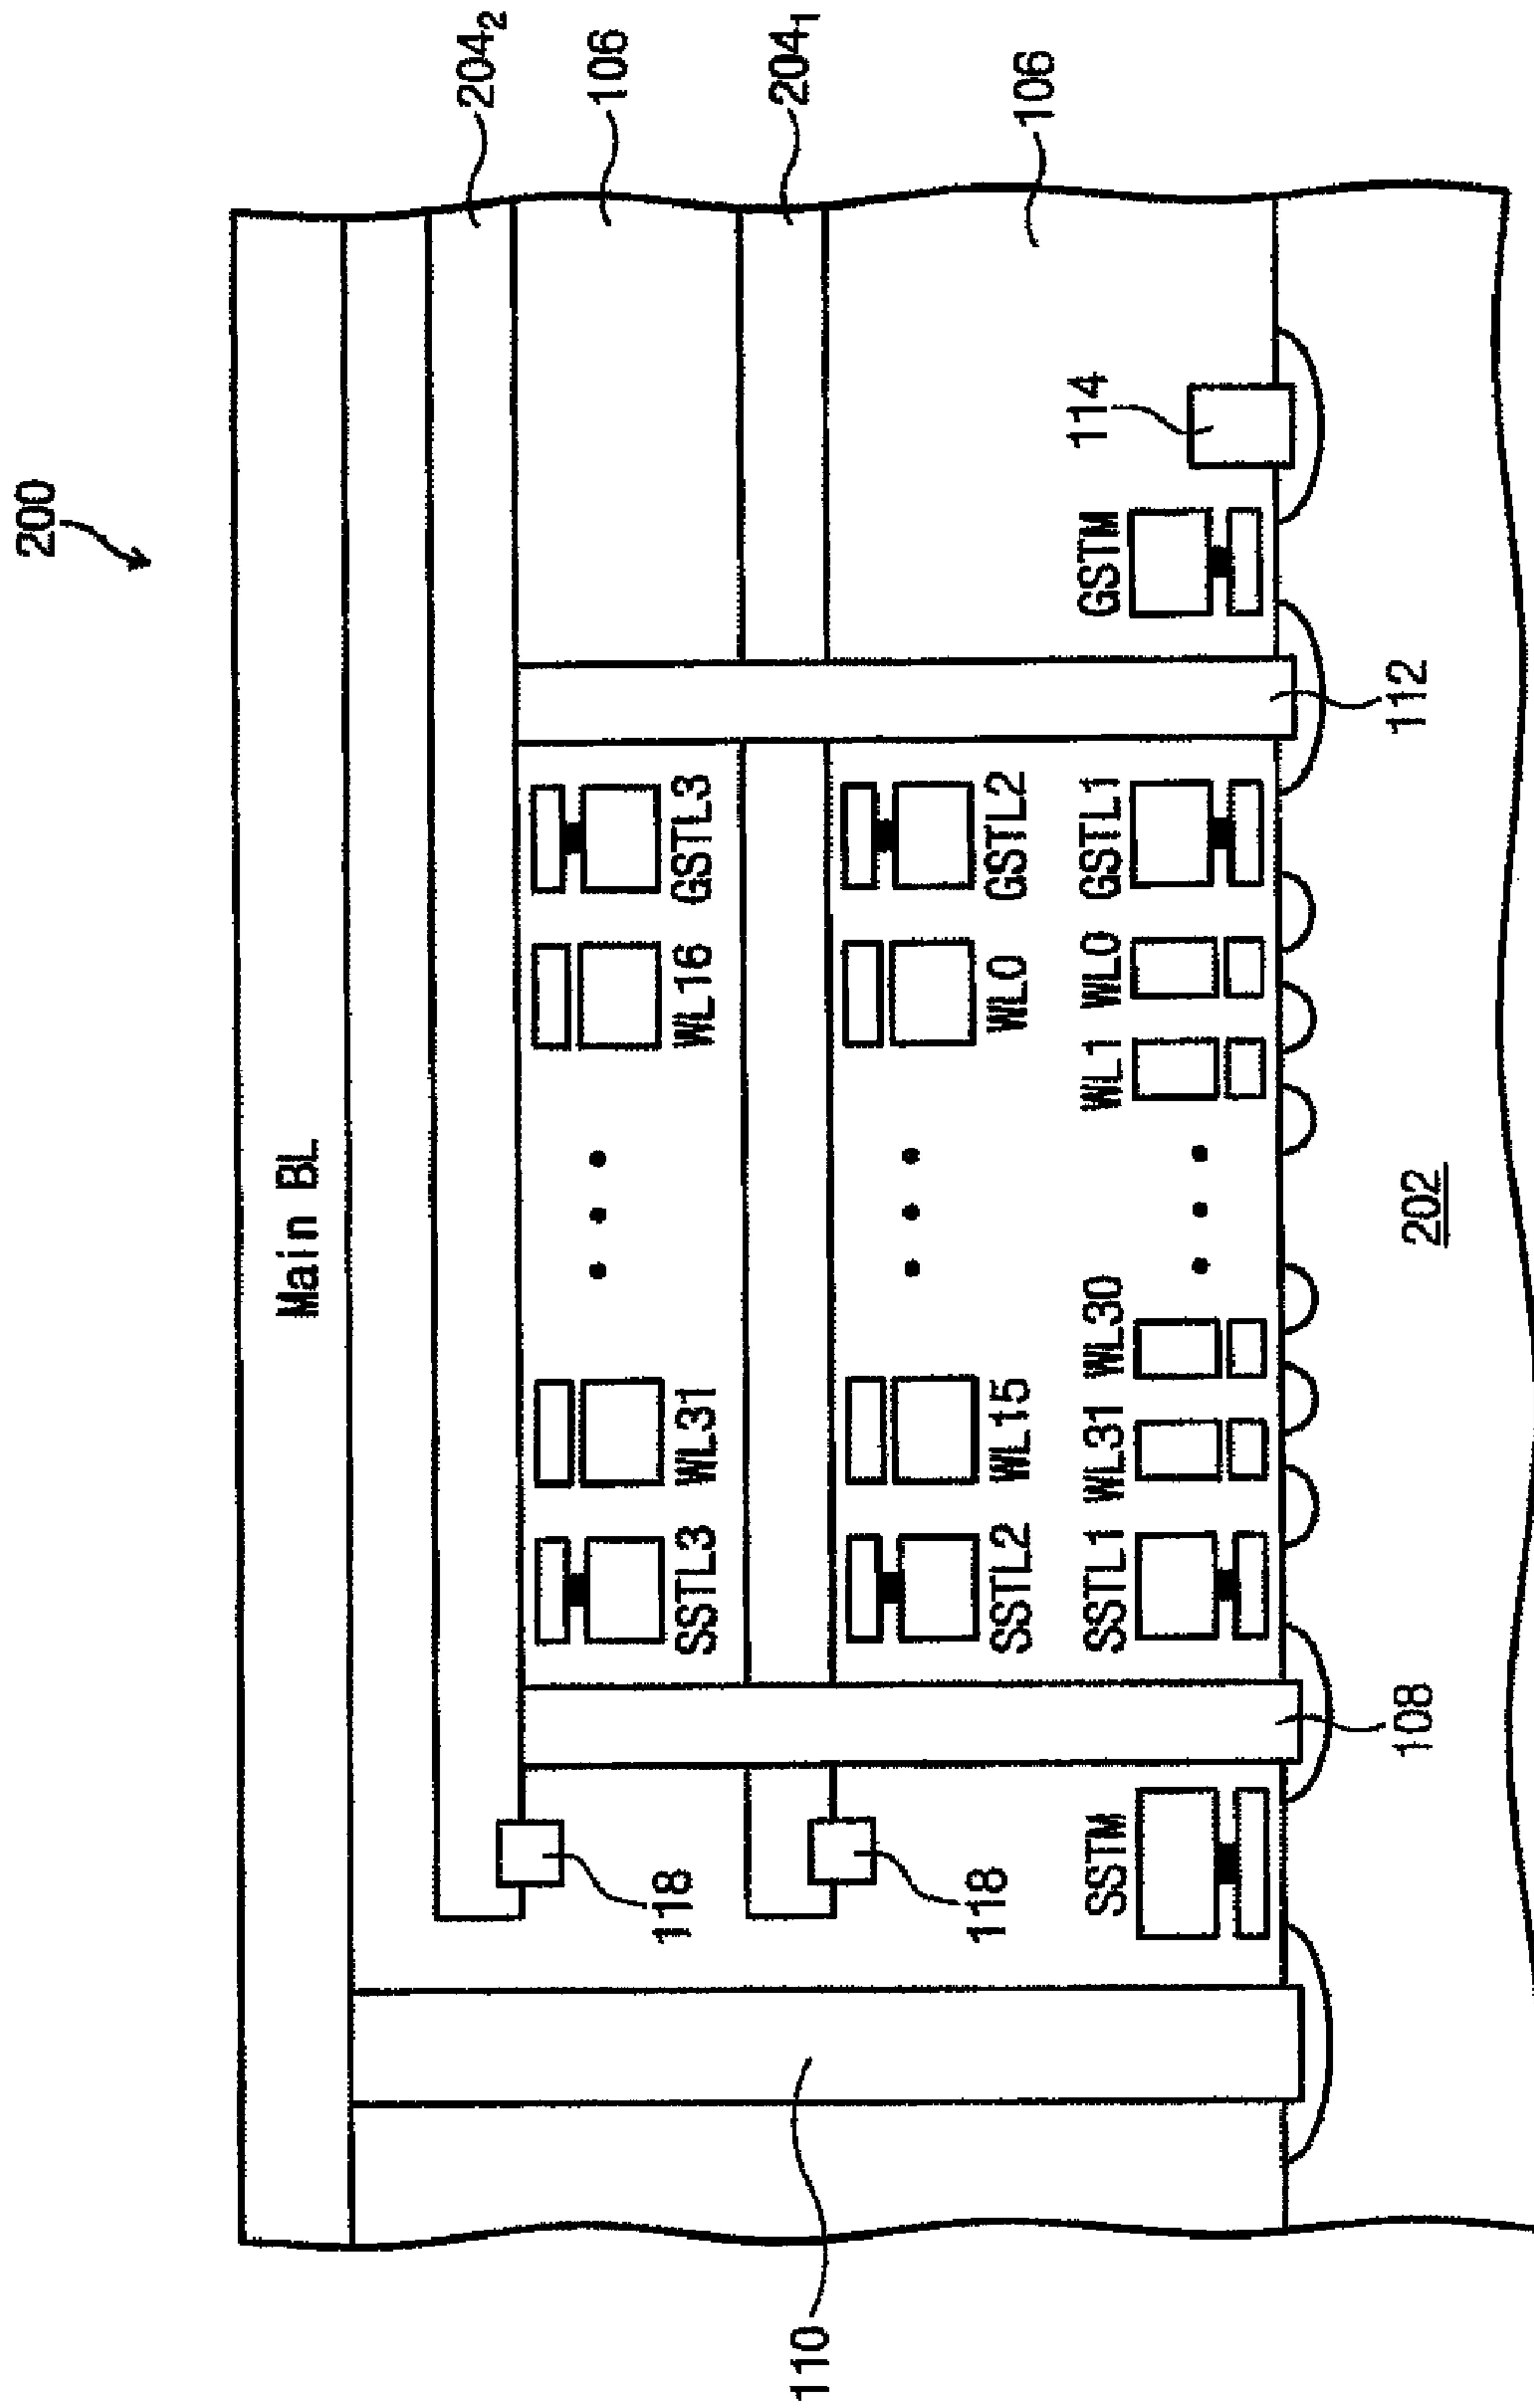 200
Main BL
204₂
106
204₁
106
SSTL3
WL31
• • •
WL16
GSTL3
118
SSTL2
WL15
• • •
WL0
GSTL2
118
SSTM
SSTL1
WL31
WL30
• • •
WL1
WL0
GSTL1
GSTM
114
110
108
202
112